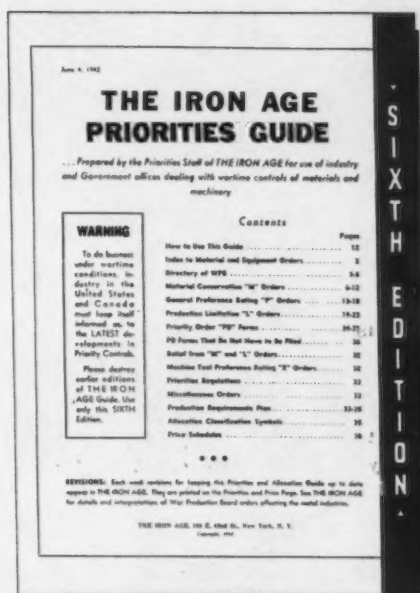 June 4, 1942
THE IRON AGE
PRIORITIES GUIDE
...Prepared by the Priorities Staff of THE IRON AGE for use of industry
and Government offices dealing with wartime controls of materials and
machinery
WARNING
To do business
under wartime
conditions, in-
dustry in the
United States
and Canada
must keep itself
informed as to
the LATEST de-
velopments in
Priority Controls.
Please destroy
earlier editions
of THE IRON
AGE Guide. Use
only this SIXTH
Edition.
Contents
Pages
How to Use This Guide
Index to Material and Equipment Orders
Directory of WPB
Material Conservation "M" Orders 6-12
General Preference Rating "P" Orders 13-18
Production Limitation "L" Orders 19-23
Priority Order "PD" Forms
PD Forms That Do Not Have to Be Filed
Relief from "M" and "L" Orders
Machine Tool Preference Rating "E" Orders
Priorities Regulations
Miscellaneous Orders
Production Requirements Plan
Allocation Classification Symbols
Price Schedules
REVISIONS: Each week revisions for keeping this Priorities and Allocation Guide up to date
appear in THE IRON AGE. They are printed on the Priorities and Price Page. See THE IRON AGE
for details and interpretations of War Production Board orders affecting the metal industries.
THE IRON AGE, 100 E. 42nd St., New York, N. Y.
Copyright, 1942
· SIXTH EDITION ·